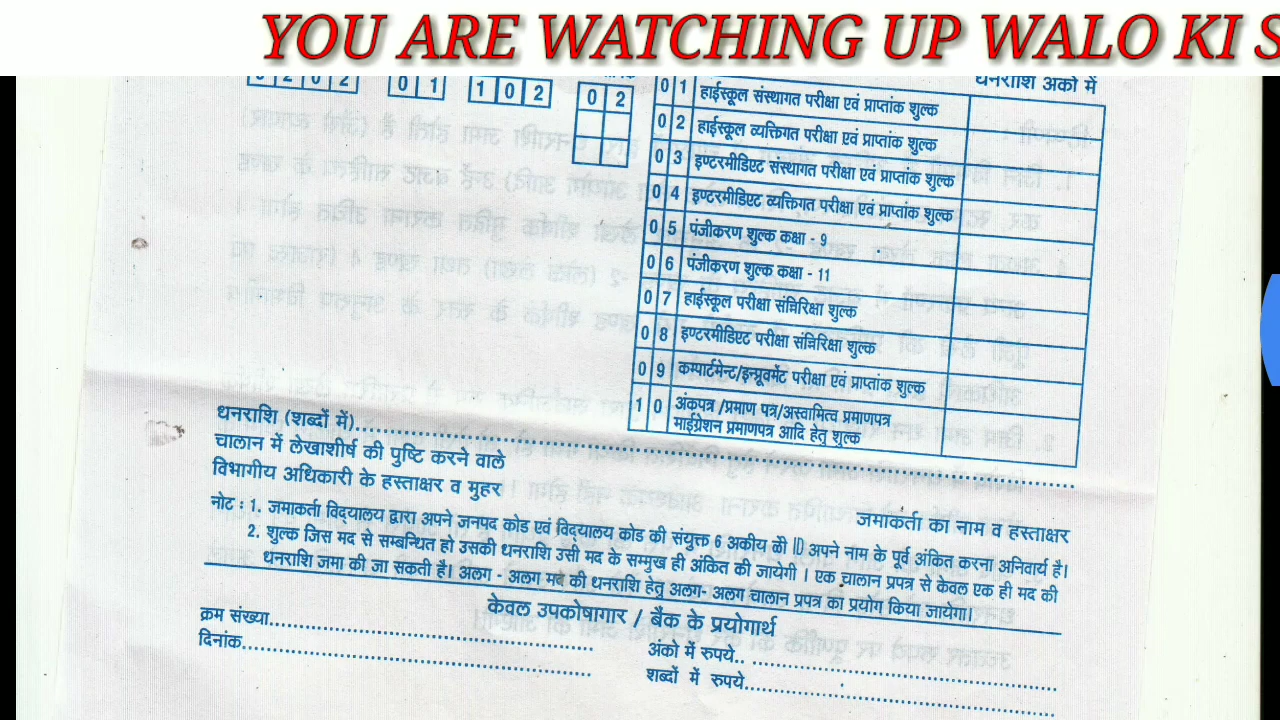 YOU ARE WATCHING UP WALO KI S
धनराशि अंकों में
0 2 0 2 0 1 1 0 2 0 2
0 1 हाईस्कूल संस्थागत परीक्षा एवं प्राप्तांक शुल्क
0 2 हाईस्कूल व्यक्तिगत परीक्षा एवं प्राप्तांक शुल्क
0 3 इण्टरमीडिएट संस्थागत परीक्षा एवं प्राप्तांक शुल्क
0 4 इण्टरमीडिएट व्यक्तिगत परीक्षा एवं प्राप्तांक शुल्क
0 5 पंजीकरण शुल्क कक्षा - 9
0 6 पंजीकरण शुल्क कक्षा - 11
0 7 हाईस्कूल परीक्षा संन्निरिक्षा शुल्क
0 8 इण्टरमीडिएट परीक्षा संन्निरिक्षा शुल्क
0 9 कम्पार्टमेन्ट/इम्प्रूवमेंट परीक्षा एवं प्राप्तांक शुल्क
1 0 अंकपत्र/प्रमाण पत्र/अस्वामित्व प्रमाणपत्र
माईग्रेशन प्रमाणपत्र आदि हेतु शुल्क
धनराशि (शब्दों में)
चालान में लेखाशीर्ष की पुष्टि करने वाले
विभागीय अधिकारी के हस्ताक्षर व मुहर
जमाकर्ता का नाम व हस्ताक्षर
नोट : 1. जमाकर्ता विद्यालय द्वारा अपने जनपद कोड एवं विद्यालय कोड की संयुक्त 6 अकीय की ID अपने नाम के पूर्व अंकित करना अनिवार्य है।
2. शुल्क जिस मद से सम्बन्धित हो उसकी धनराशि उसी मद के सम्मुख ही अंकित की जायेगी। एक चालान प्रपत्र से केवल एक ही मद की
धनराशि जमा की जा सकती है। अलग - अलग मद की धनराशि हेतु अलग- अलग चालान प्रपत्र का प्रयोग किया जायेगा।
केवल उपकोषागार / बैंक के प्रयोगार्थ
क्रम संख्या
दिनांक
अंको में रुपये
शब्दों में रुपये